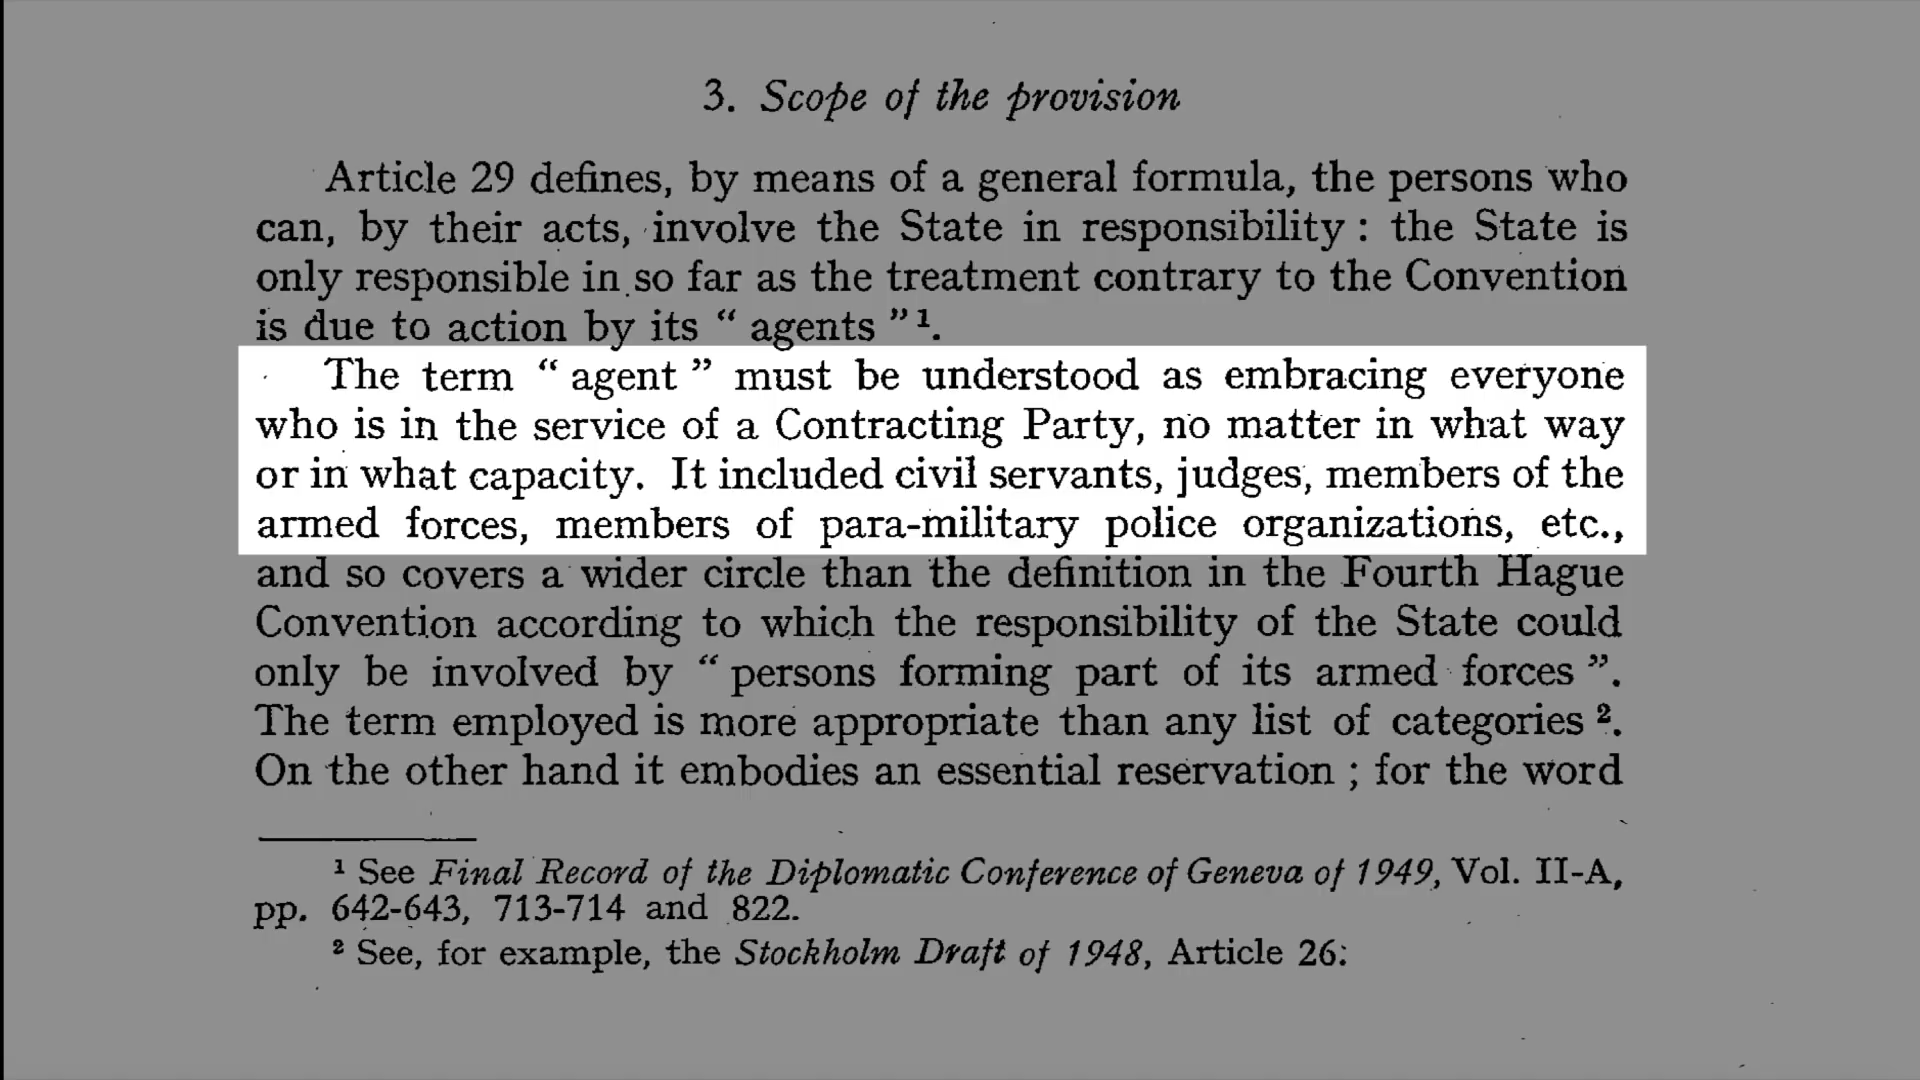 3. Scope of the provision
Article 29 defines, by means of a general formula, the persons who
can, by their acts, involve the State in responsibility : the State is
only responsible in so far as the treatment contrary to the Convention
is due to action by its “ agents ”¹.
The term “ agent ” must be understood as embracing everyone
who is in the service of a Contracting Party, no matter in what way
or in what capacity. It included civil servants, judges, members of the
armed forces, members of para-military police organizations, etc.,
and so covers a wider circle than the definition in the Fourth Hague
Convention according to which the responsibility of the State could
only be involved by “ persons forming part of its armed forces ”.
The term employed is more appropriate than any list of categories ².
On the other hand it embodies an essential reservation ; for the word
¹ See Final Record of the Diplomatic Conference of Geneva of 1949, Vol. II-A,
pp. 642-643, 713-714 and 822.
² See, for example, the Stockholm Draft of 1948, Article 26: